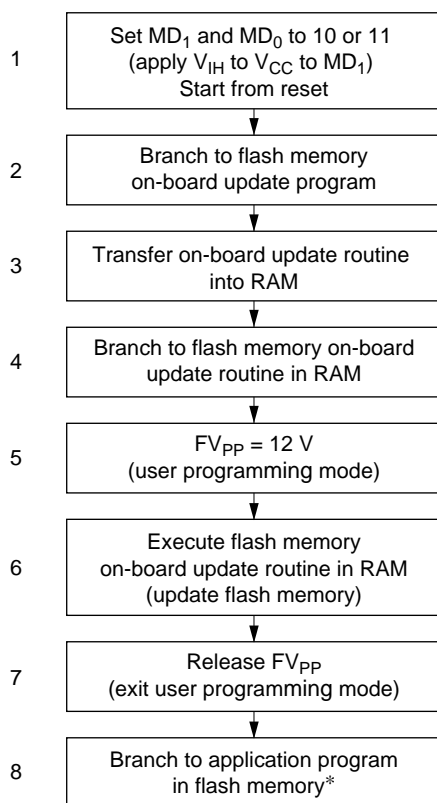 1
Set MD₁ and MD₀ to 10 or 11
(apply V_IH to V_CC to MD₁)
Start from reset
2
Branch to flash memory
on-board update program
3
Transfer on-board update routine
into RAM
4
Branch to flash memory on-board
update routine in RAM
5
FV_PP = 12 V
(user programming mode)
6
Execute flash memory
on-board update routine in RAM
(update flash memory)
7
Release FV_PP
(exit user programming mode)
8
Branch to application program
in flash memory*